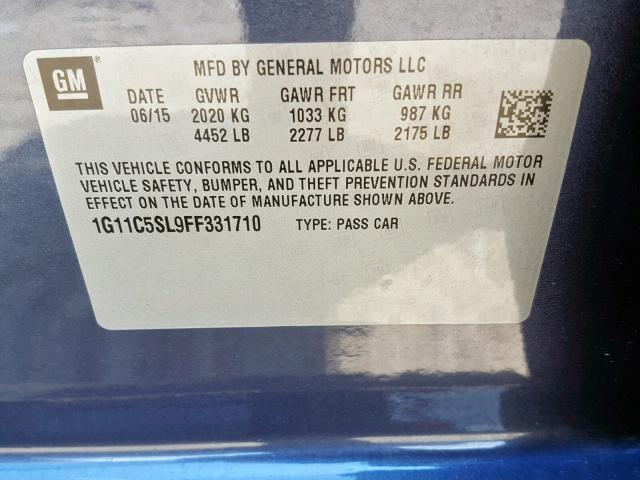 GM®
MFD BY GENERAL MOTORS LLC
DATE GVWR GAWR FRT GAWR RR
06/15 2020 KG 1033 KG 987 KG
4452 LB 2277 LB 2175 LB
THIS VEHICLE CONFORMS TO ALL APPLICABLE U.S. FEDERAL MOTOR
VEHICLE SAFETY, BUMPER, AND THEFT PREVENTION STANDARDS IN
EFFECT ON THE DATE OF MANUFACTURE SHOWN ABOVE.
1G11C5SL9FF331710 TYPE: PASS CAR